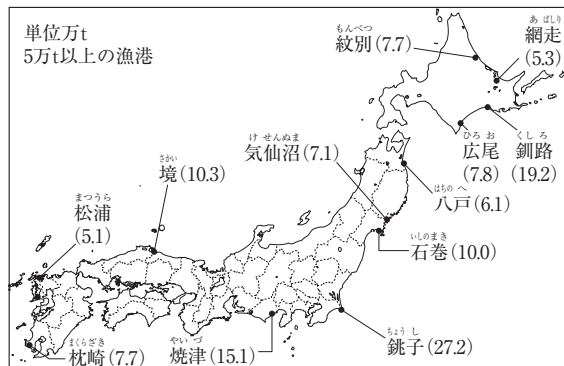 単位万t
5万t以上の漁港
もんべつ
紋別(7.7)
あばしり
網走
(5.3)
ひろお
広尾
(7.8)
くしろ
釧路
(19.2)
けせんぬま
気仙沼(7.1)
はちのへ
八戸(6.1)
いしのまき
石巻(10.0)
さかい
境(10.3)
まつうら
松浦
(5.1)
まくらざき
枕崎(7.7)
やいづ
焼津(15.1)
ちょうし
銚子(27.2)